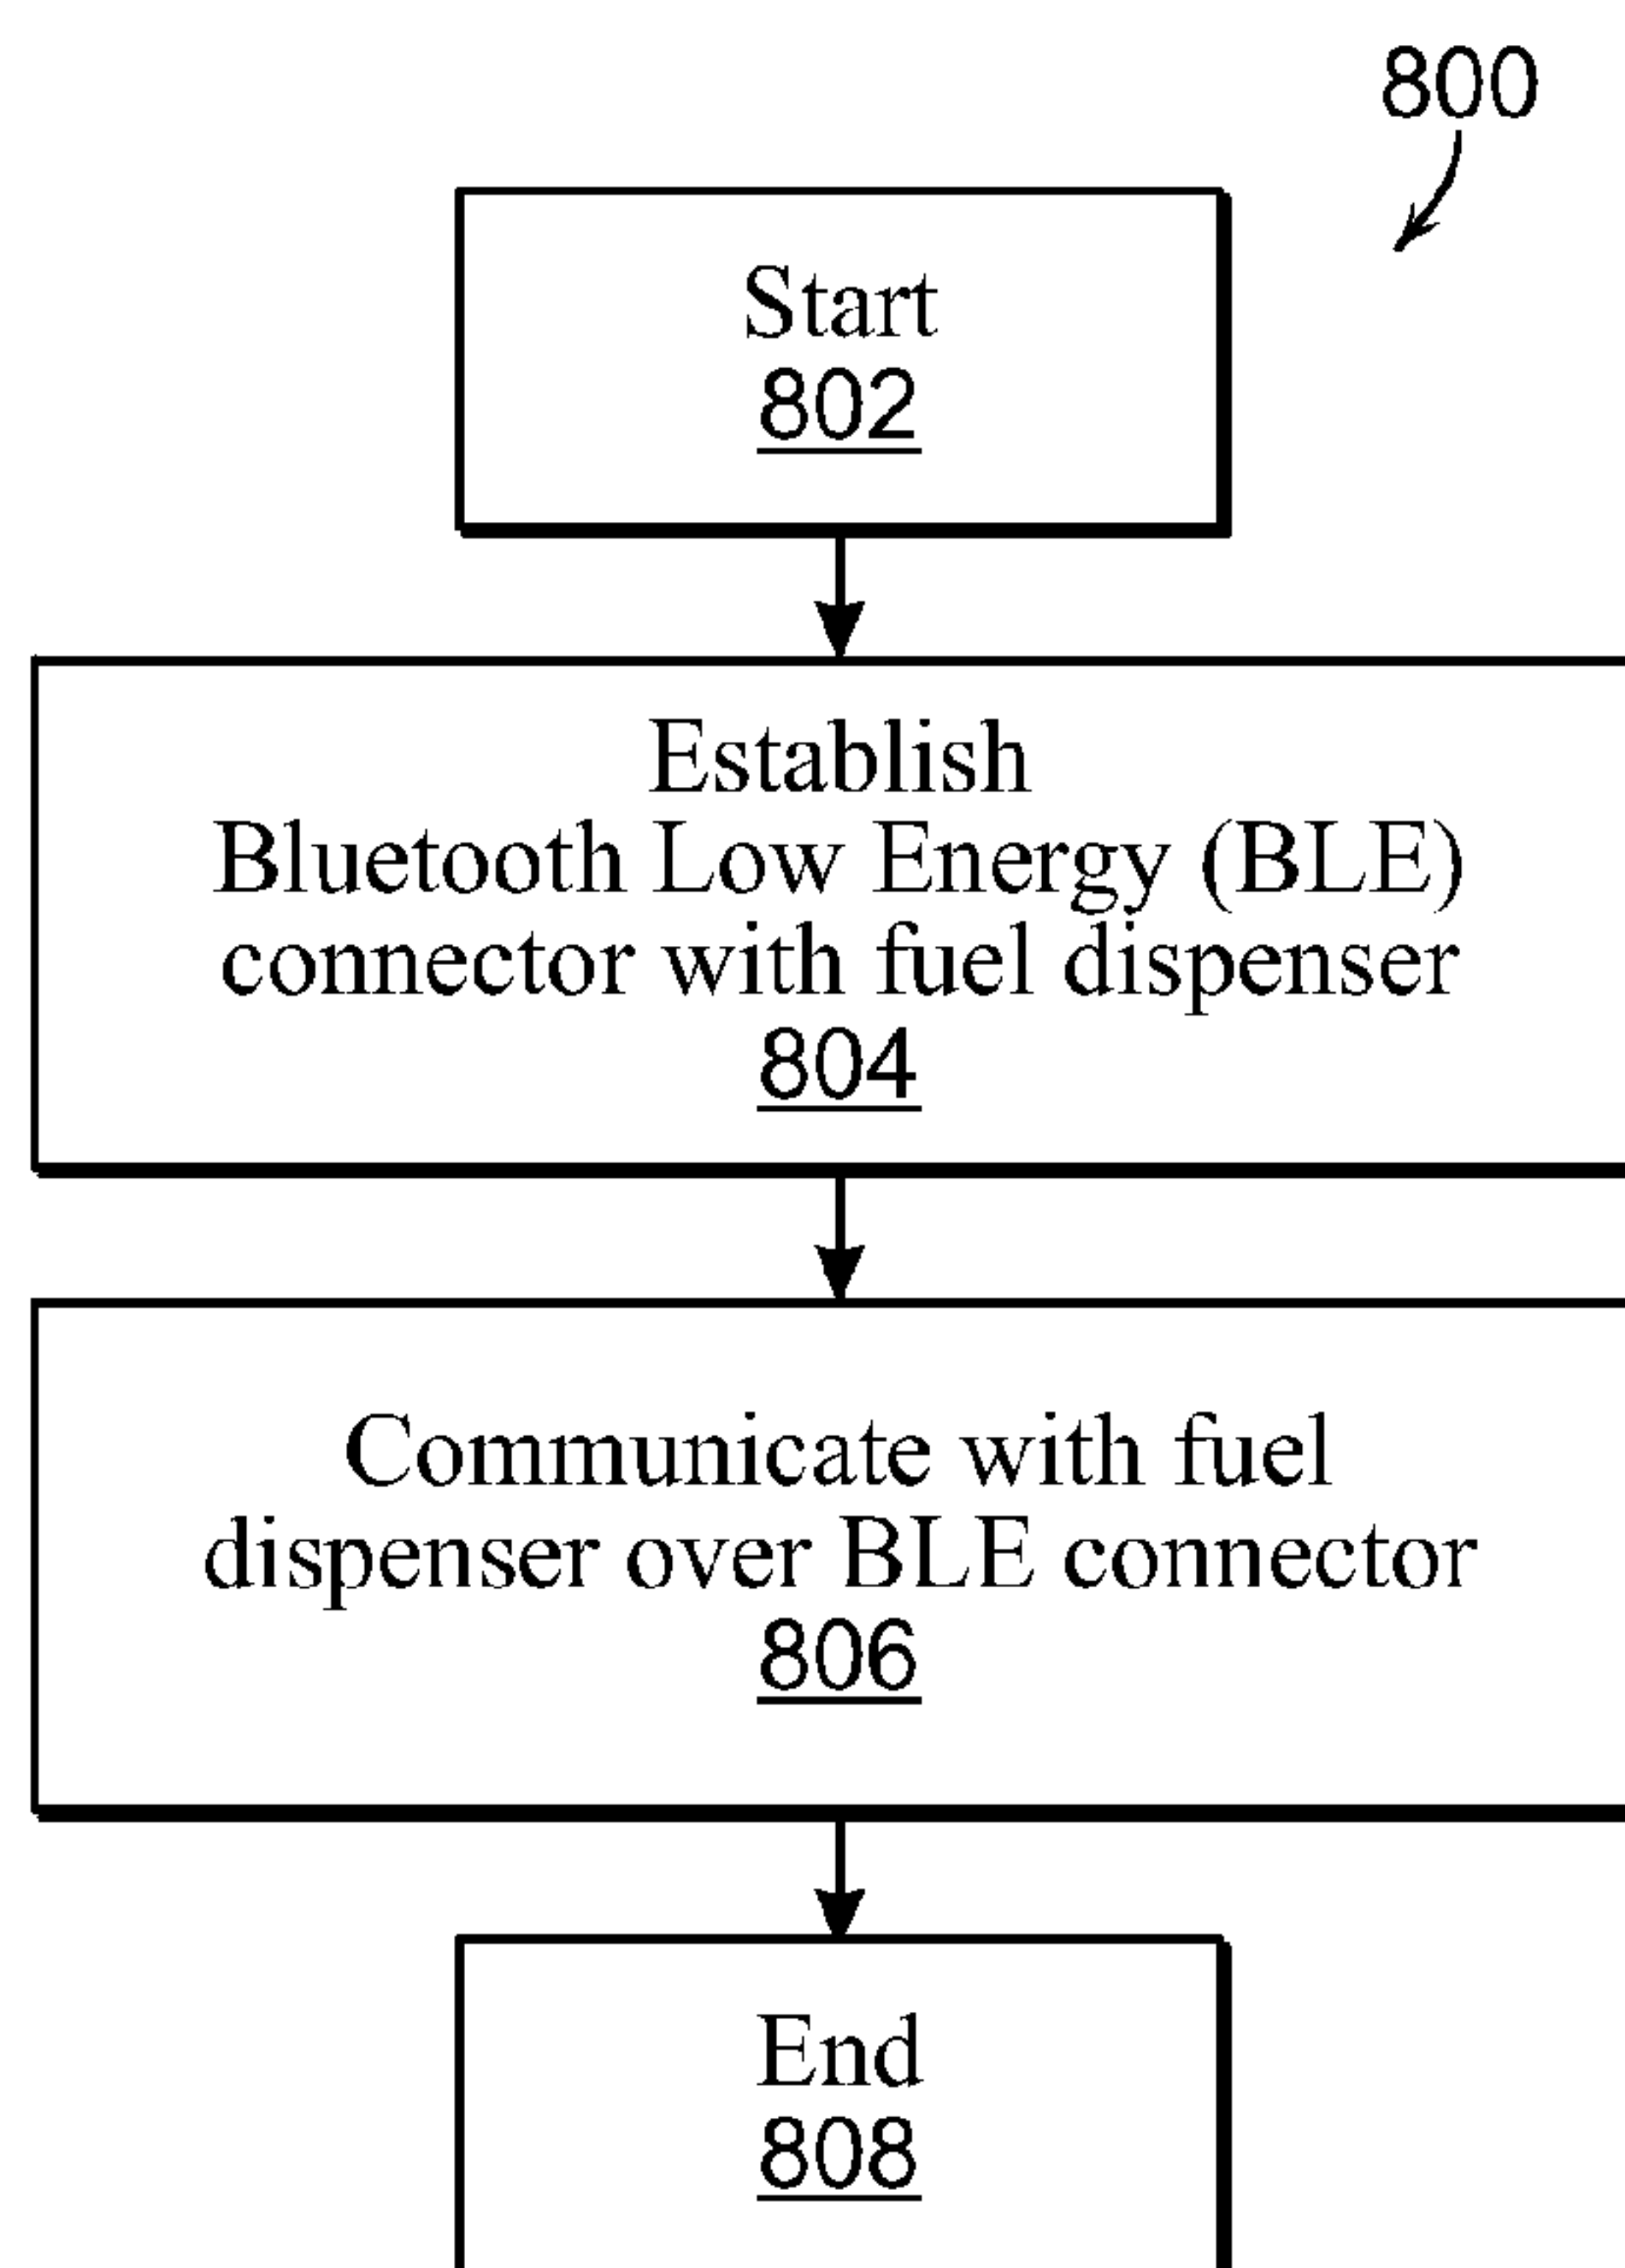 800
Start
802
Establish
Bluetooth Low Energy (BLE)
connector with fuel dispenser
804
Communicate with fuel
dispenser over BLE connector
806
End
808